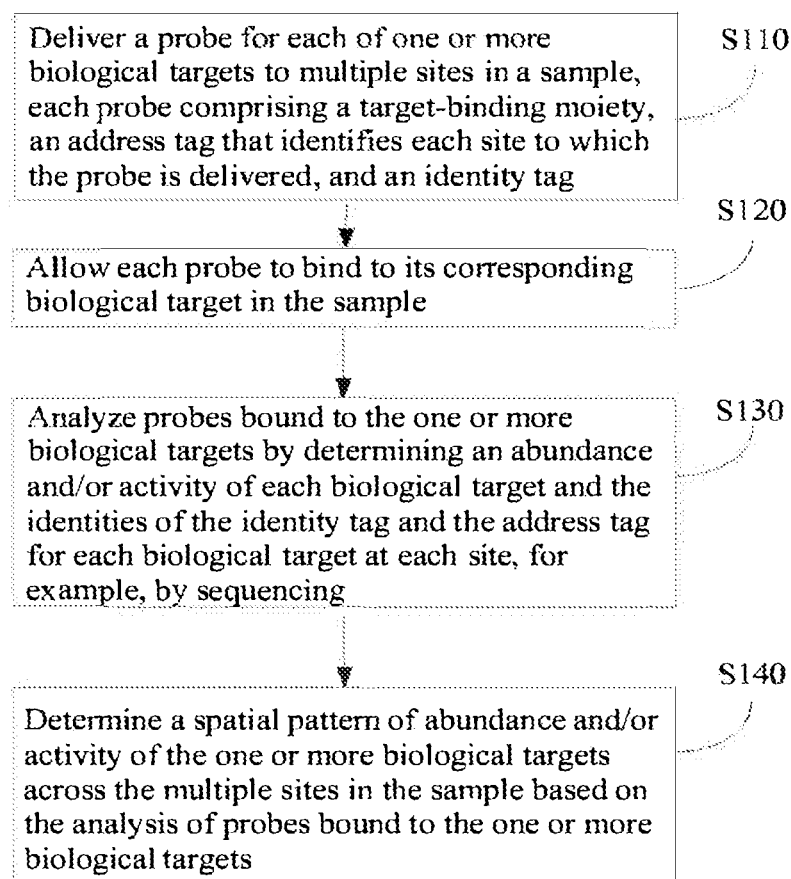 Deliver a probe for each of one or more
biological targets to multiple sites in a sample,
each probe comprising a target-binding moiety,
an address tag that identifies each site to which
the probe is delivered, and an identity tag
S110
Allow each probe to bind to its corresponding
biological target in the sample
S120
Analyze probes bound to the one or more
biological targets by determining an abundance
and/or activity of each biological target and the
identities of the identity tag and the address tag
for each biological target at each site, for
example, by sequencing
S130
Determine a spatial pattern of abundance and/or
activity of the one or more biological targets
across the multiple sites in the sample based on
the analysis of probes bound to the one or more
biological targets
S140